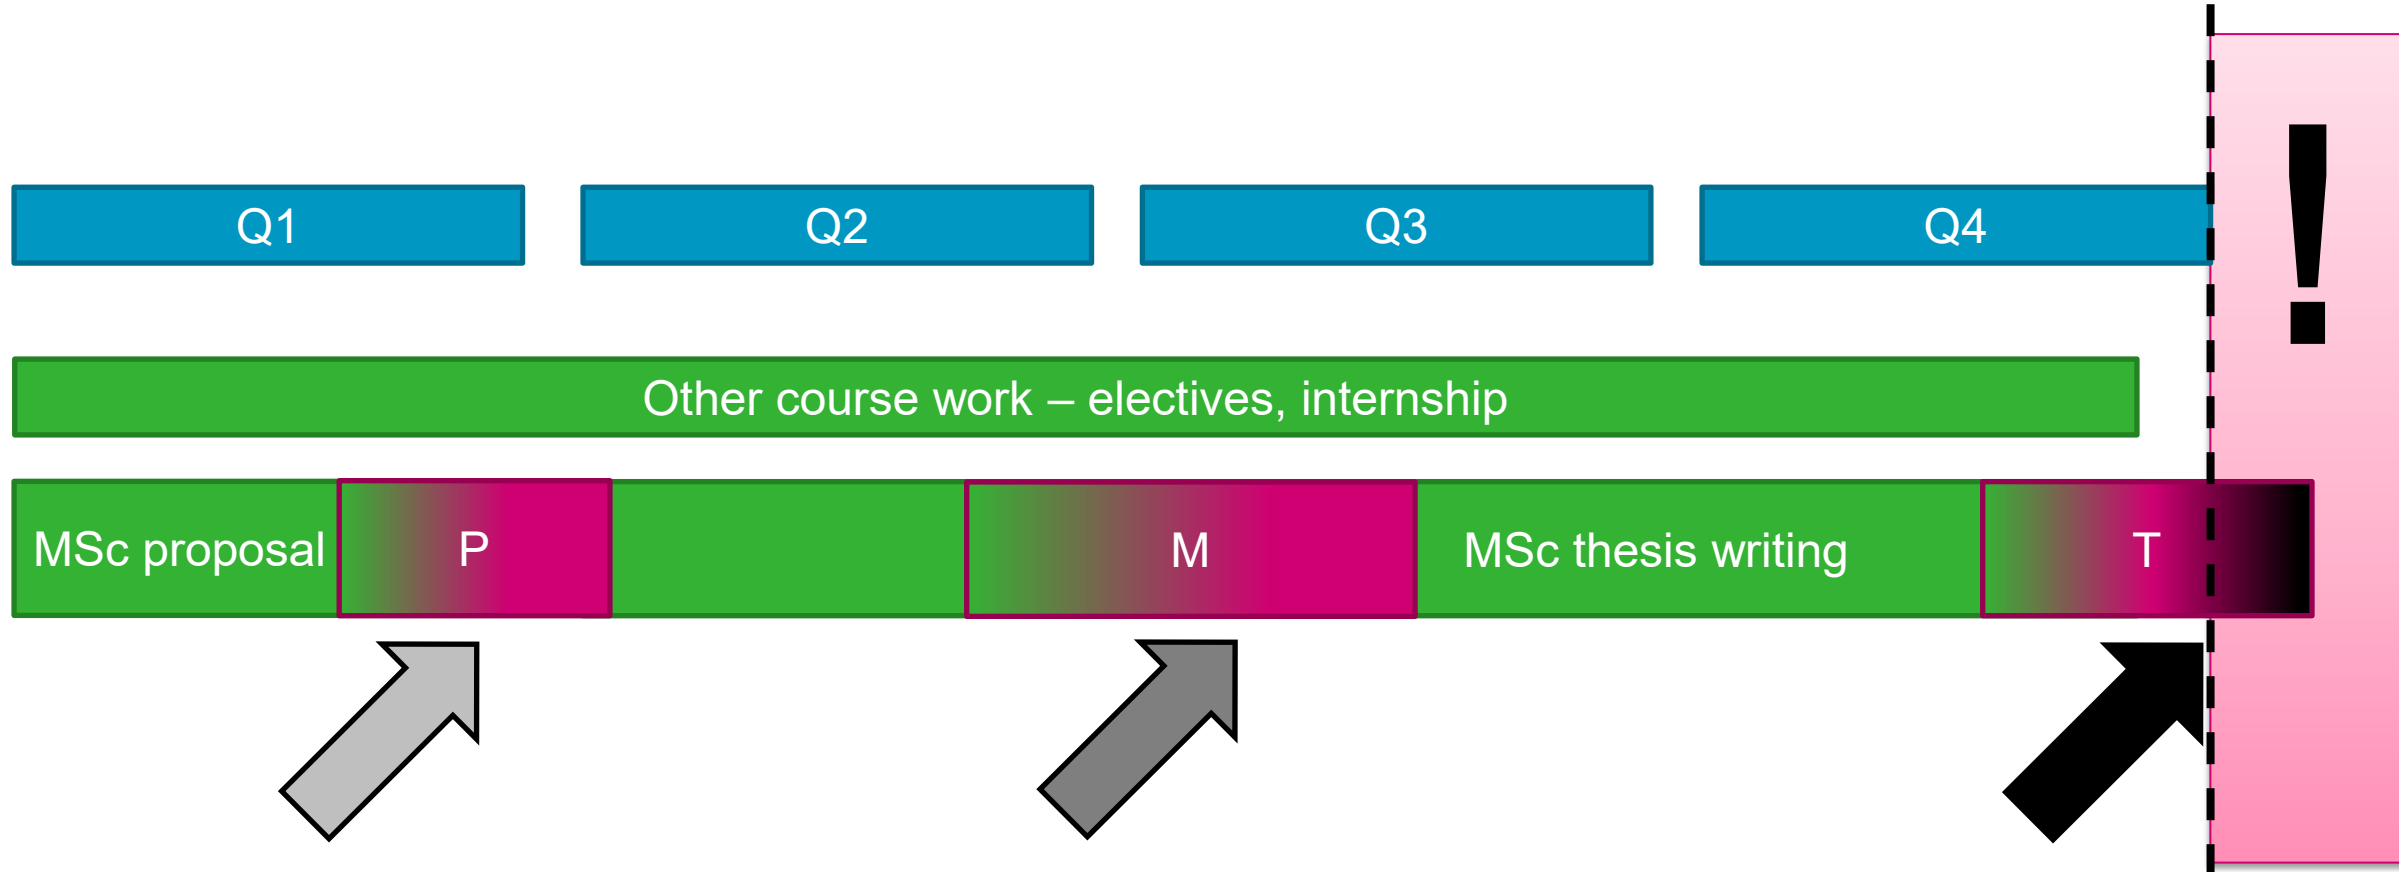 !
Q1
Q2
Q3
Q4
Other course work – electives, internship
MSc proposal
P
M
MSc thesis writing
T